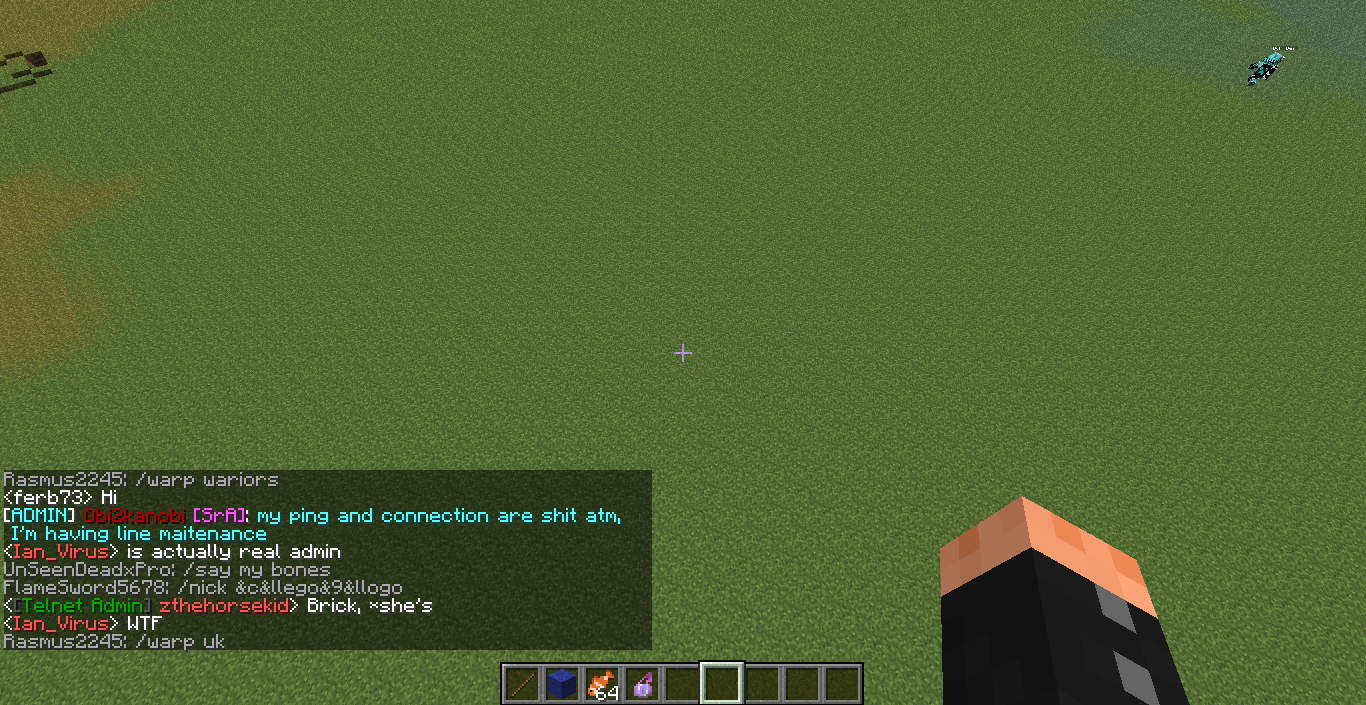 Rasmus2245: /warp wariors
<ferb73> Hi
[ADMIN] 0bi2kanobi [SrA]: my ping and connection are shit atm,
I'm having line maitenance
<Ian_Virus> is actually real admin
UnSeenDeadxPro: /say my bones
FlameSword5678: /nick &c&llego&9&llogo
<[Telnet Admin] zthehorsekid> Brick, *she's
<Ian_Virus> WTF
Rasmus2245: /warp uk
64